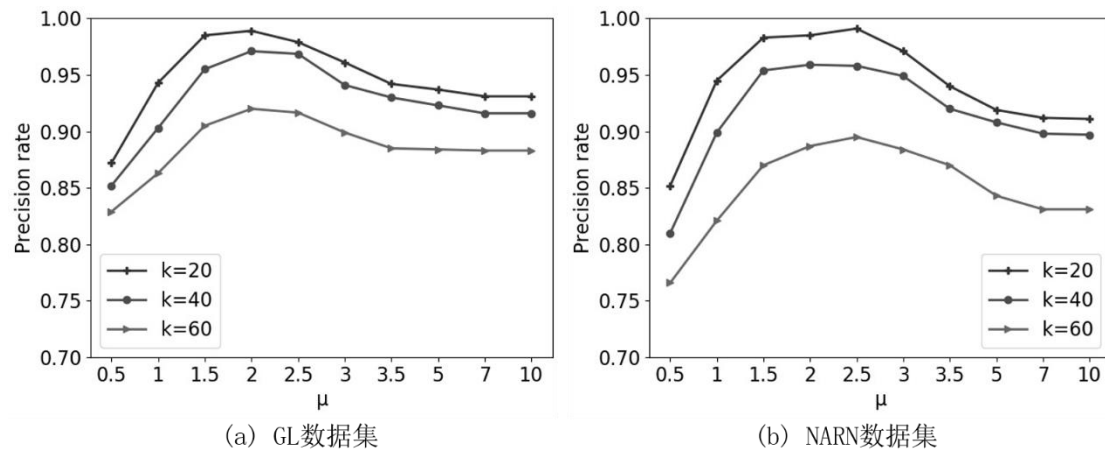 1.00
0.95
0.90
0.85
0.80
0.75
0.70
Precision rate
k=20
k=40
k=60
0.5 1 1.5 2 2.5 3 3.5 5 7 10
μ
(a) GL数据集
1.00
0.95
0.90
0.85
0.80
0.75
0.70
Precision rate
k=20
k=40
k=60
0.5 1 1.5 2 2.5 3 3.5 5 7 10
μ
(b) NARN数据集